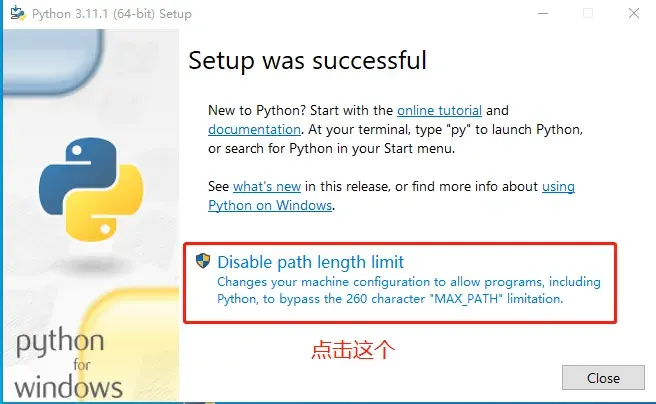 Python 3.11.1 (64-bit) Setup
Setup was successful
New to Python? Start with the online tutorial and
documentation. At your terminal, type "py" to launch Python,
or search for Python in your Start menu.
See what's new in this release, or find more info about using
Python on Windows.
Disable path length limit
Changes your machine configuration to allow programs, including
Python, to bypass the 260 character "MAX_PATH" limitation.
点击这个
python
for
windows
Close